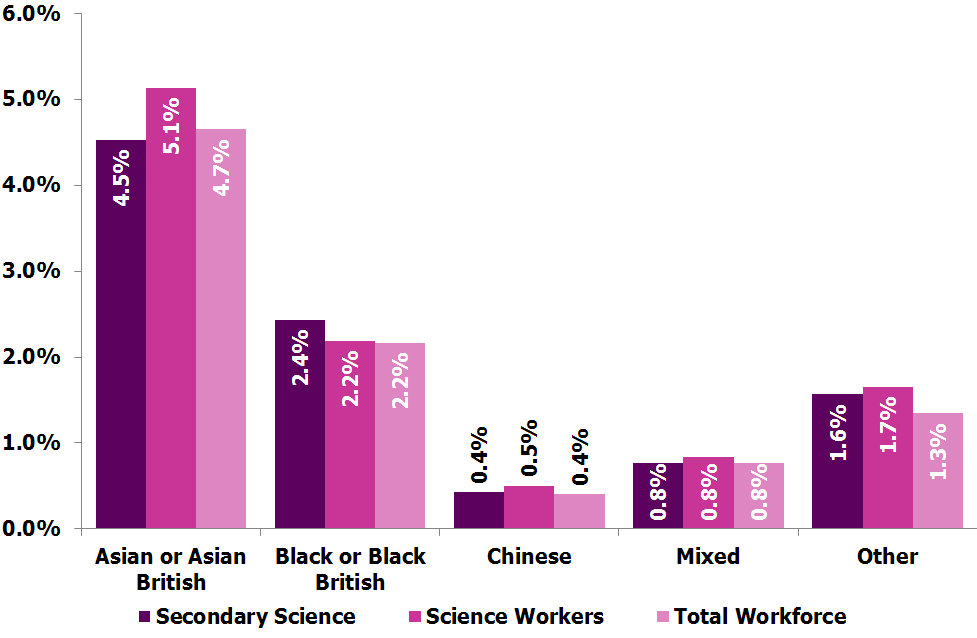 6.0%
5.0%
4.0%
3.0%
2.0%
1.0%
0.0%
4.5%
5.1%
4.7%
2.4%
2.2%
2.2%
0.4%
0.5%
0.4%
0.8%
0.8%
0.8%
1.6%
1.7%
1.3%
Asian or Asian
British
Black or Black
British
Chinese
Mixed
Other
Secondary Science
Science Workers
Total Workforce